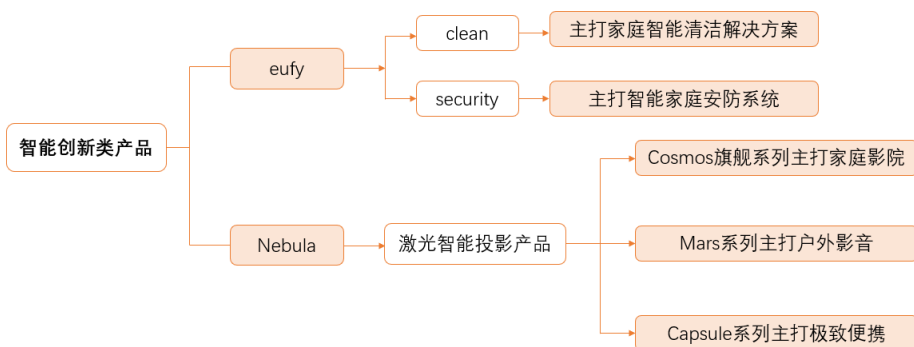 智能创新类产品
eufy
clean
主打家庭智能清洁解决方案
security
主打智能家庭安防系统
Nebula
激光智能投影产品
Cosmos旗舰系列主打家庭影院
Mars系列主打户外影音
Capsule系列主打极致便携